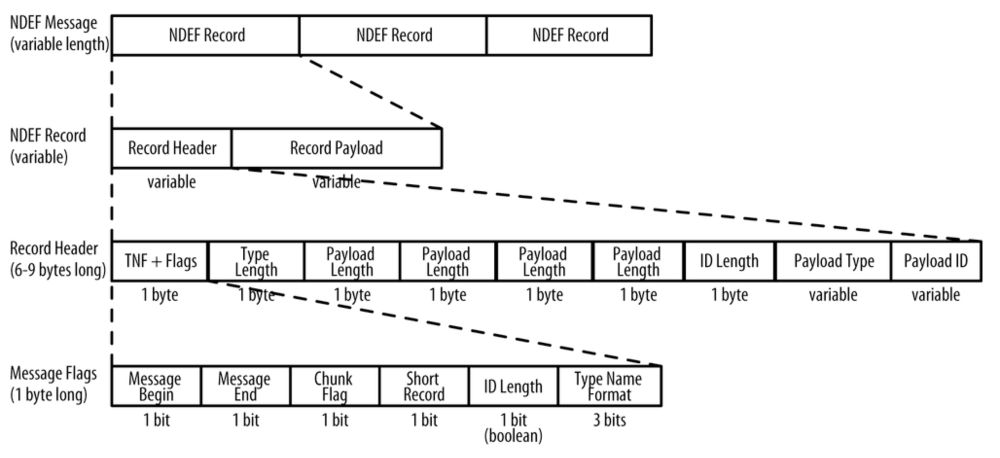 NDEF Message
(variable length)
NDEF Record
NDEF Record
NDEF Record
NDEF Record
(variable)
Record Header
Record Payload
variable
variable
Record Header
(6-9 bytes long)
TNF + Flags
Type
Length
Payload
Length
Payload
Length
Payload
Length
Payload
Length
ID Length
Payload Type
Payload ID
1 byte
1 byte
1 byte
1 byte
1 byte
1 byte
1 byte
variable
variable
Message Flags
(1 byte long)
Message
Begin
Message
End
Chunk
Flag
Short
Record
ID Length
Type Name
Format
1 bit
1 bit
1 bit
1 bit
1 bit
(boolean)
3 bits